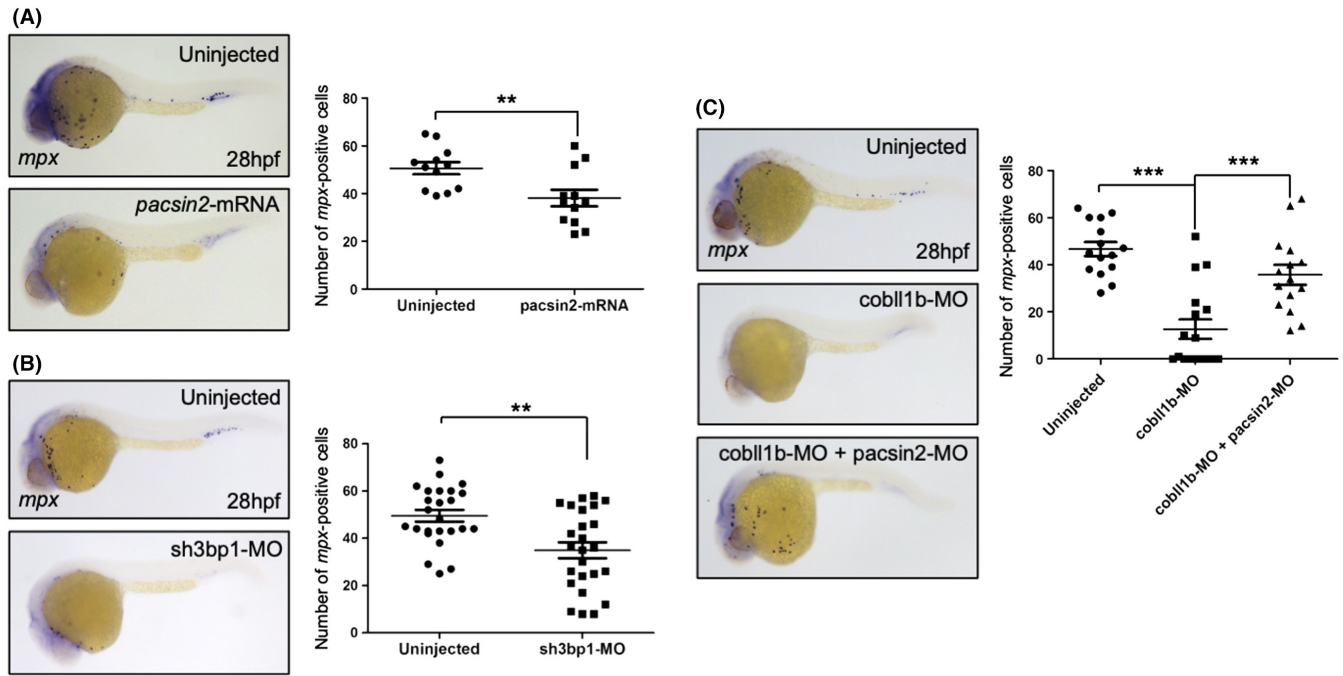 (A)
Uninjected
mpx
28hpf
pacsin2-mRNA
Number of mpx-positive cells
80
60
40
20
0
**
Uninjected
pacsin2-mRNA
(B)
Uninjected
mpx
28hpf
sh3bp1-MO
Number of mpx-positive cells
80
60
40
20
0
**
Uninjected
sh3bp1-MO
(C)
Uninjected
mpx
28hpf
cobll1b-MO
cobll1b-MO + pacsin2-MO
Number of mpx-positive cells
80
60
40
20
0
***
***
Uninjected
cobll1b-MO
cobll1b-MO + pacsin2-MO